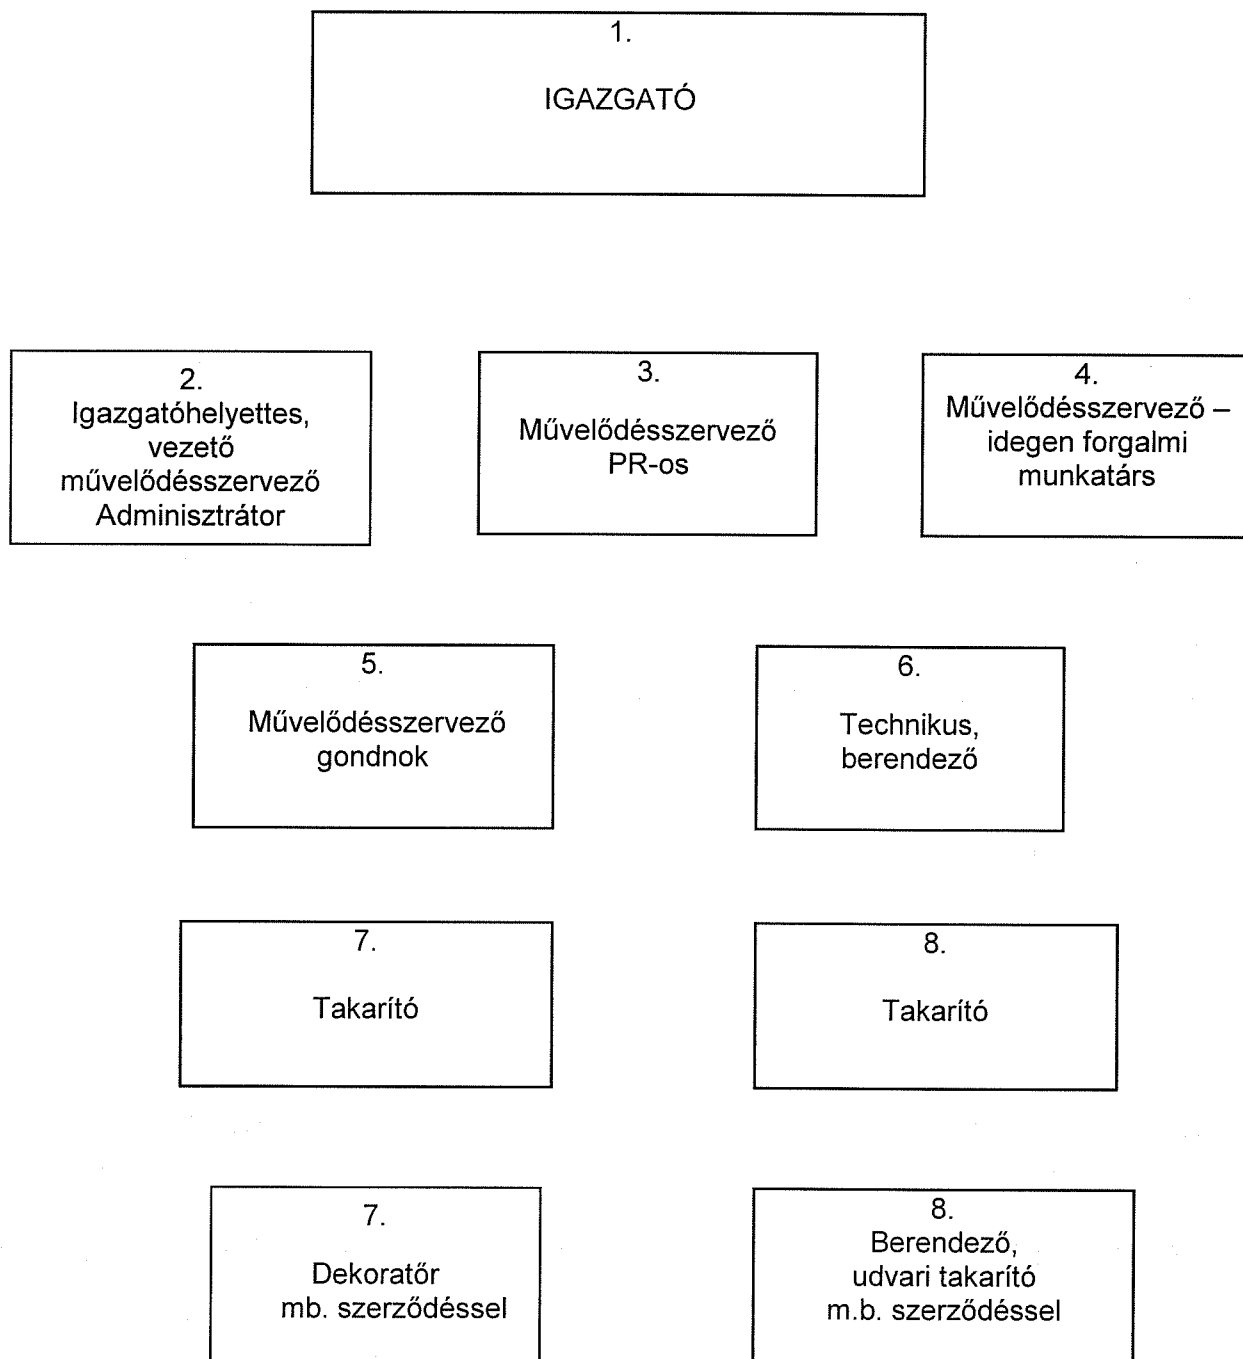 1.
IGAZGATÓ
2.
Igazgatóhelyettes,
vezető
művelődésszervező
Adminisztrátor
3.
Művelődésszervező
PR-os
4.
Művelődésszervező –
idegen forgalmi
munkatárs
5.
Művelődésszervező
gondnok
6.
Technikus,
berendező
7.
Takarító
8.
Takarító
7.
Dekoratőr
mb. szerződéssel
8.
Berendező,
udvari takarító
m.b. szerződéssel